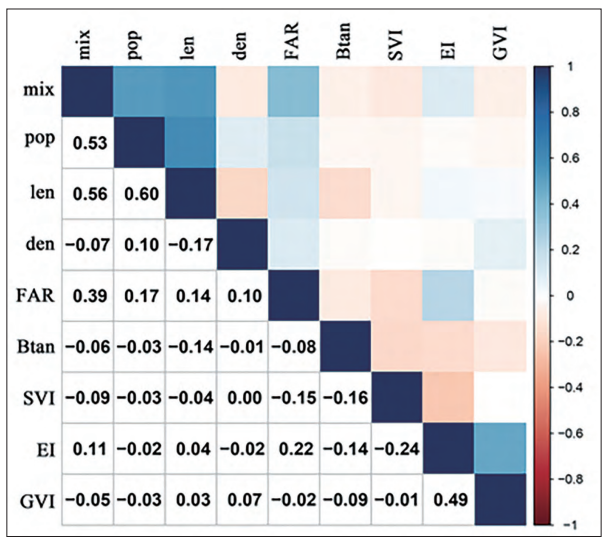 mix pop len den FAR Btan SVI EI GVI
mix 1
0.8
pop 0.53 0.6
len 0.56 0.60 0.4
den −0.07 0.10 −0.17 0.2
FAR 0.39 0.17 0.14 0.10 0
Btan −0.06 −0.03 −0.14 −0.01 −0.08 −0.2
SVI −0.09 −0.03 −0.04 0.00 −0.15 −0.16 −0.4
EI 0.11 −0.02 0.04 −0.02 0.22 −0.14 −0.24 −0.6
GVI −0.05 −0.03 0.03 0.07 −0.02 −0.09 −0.01 0.49 −0.8
−1